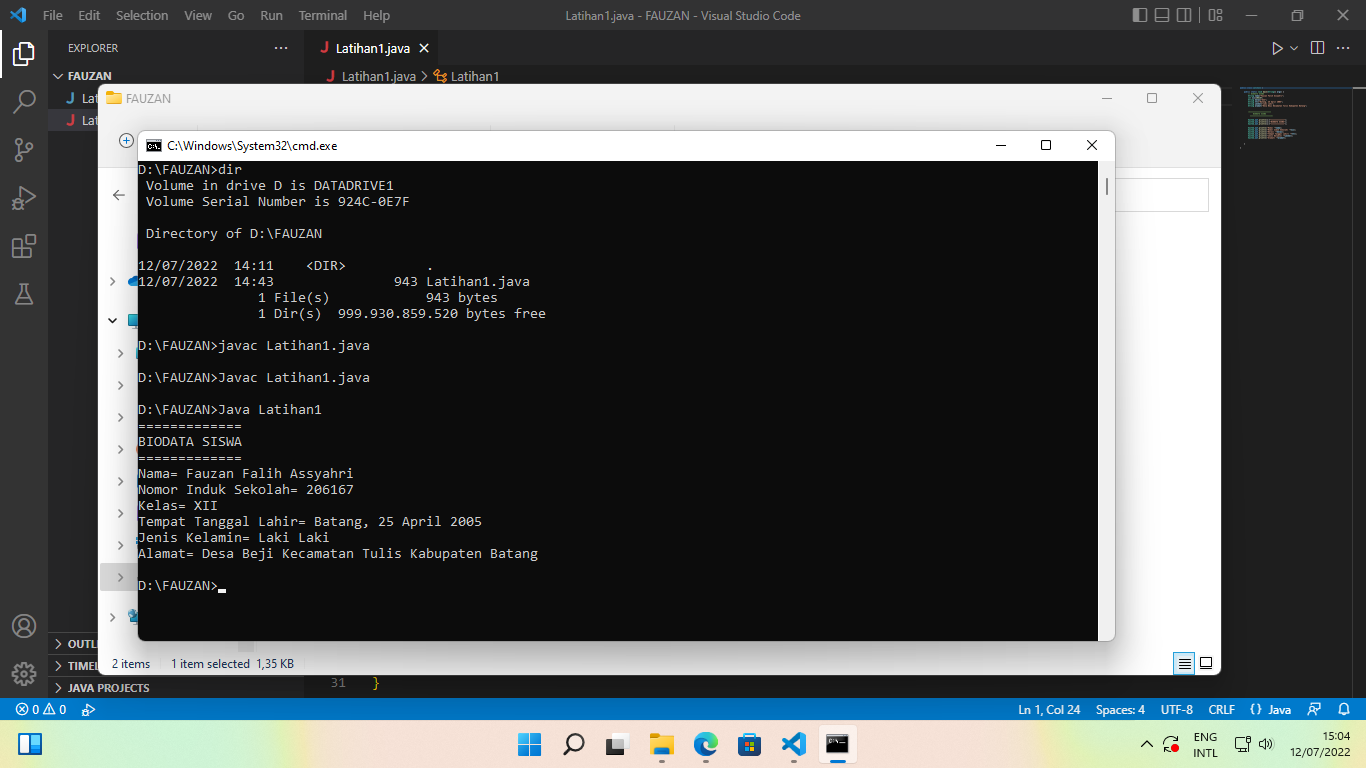 File Edit Selection View Go Run Terminal Help
Latihan1.java - FAUZAN - Visual Studio Code
EXPLORER
Latihan1.java
FAUZAN
Latihan1.java > Latihan1
Lat
Lat
FAUZAN
C:\Windows\System32\cmd.exe
D:\FAUZAN>dir
Volume in drive D is DATADRIVE1
Volume Serial Number is 924C-0E7F
Directory of D:\FAUZAN
12/07/2022 14:11 <DIR> .
12/07/2022 14:43 943 Latihan1.java
1 File(s) 943 bytes
1 Dir(s) 999.930.859.520 bytes free
D:\FAUZAN>javac Latihan1.java
D:\FAUZAN>Javac Latihan1.java
D:\FAUZAN>Java Latihan1
=============
BIODATA SISWA
=============
Nama= Fauzan Falih Assyahri
Nomor Induk Sekolah= 206167
Kelas= XII
Tempat Tanggal Lahir= Batang, 25 April 2005
Jenis Kelamin= Laki Laki
Alamat= Desa Beji Kecamatan Tulis Kabupaten Batang
D:\FAUZAN>
OUTLI
2 items 1 item selected 1,35 KB
TIMEL
JAVA PROJECTS
31 }
0 0
Ln 1, Col 24 Spaces: 4 UTF-8 CRLF {} Java
ENG
INTL
15:04
12/07/2022